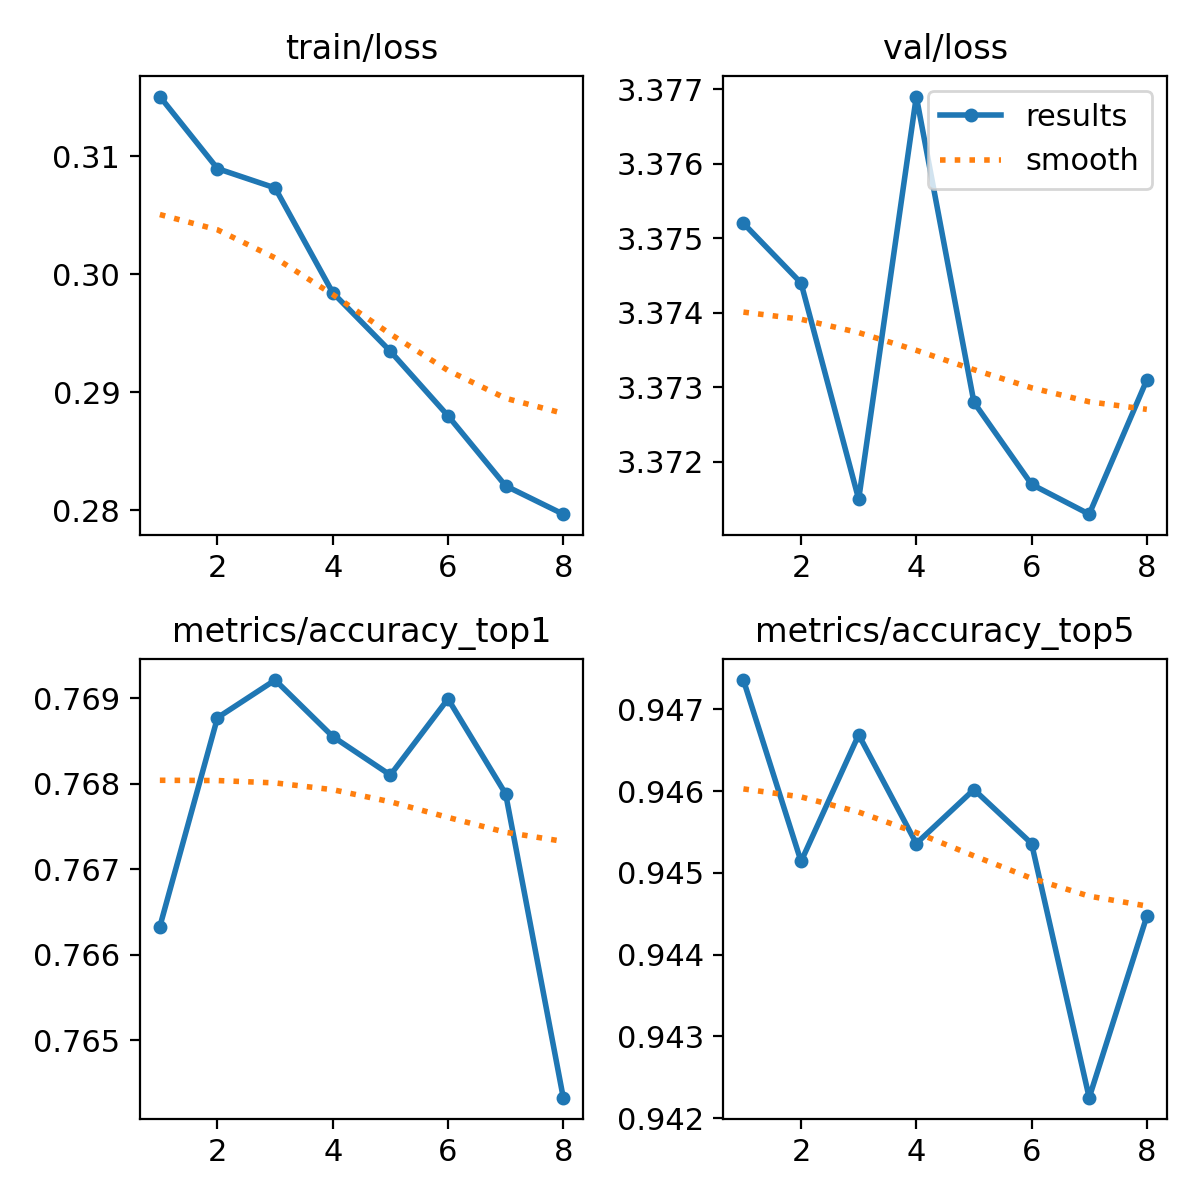 train/loss
0.31
0.30
0.29
0.28
2 4 6 8
val/loss
3.377
3.376
3.375
3.374
3.373
3.372
results
smooth
2 4 6 8
metrics/accuracy_top1
0.769
0.768
0.767
0.766
0.765
2 4 6 8
metrics/accuracy_top5
0.947
0.946
0.945
0.944
0.943
0.942
2 4 6 8